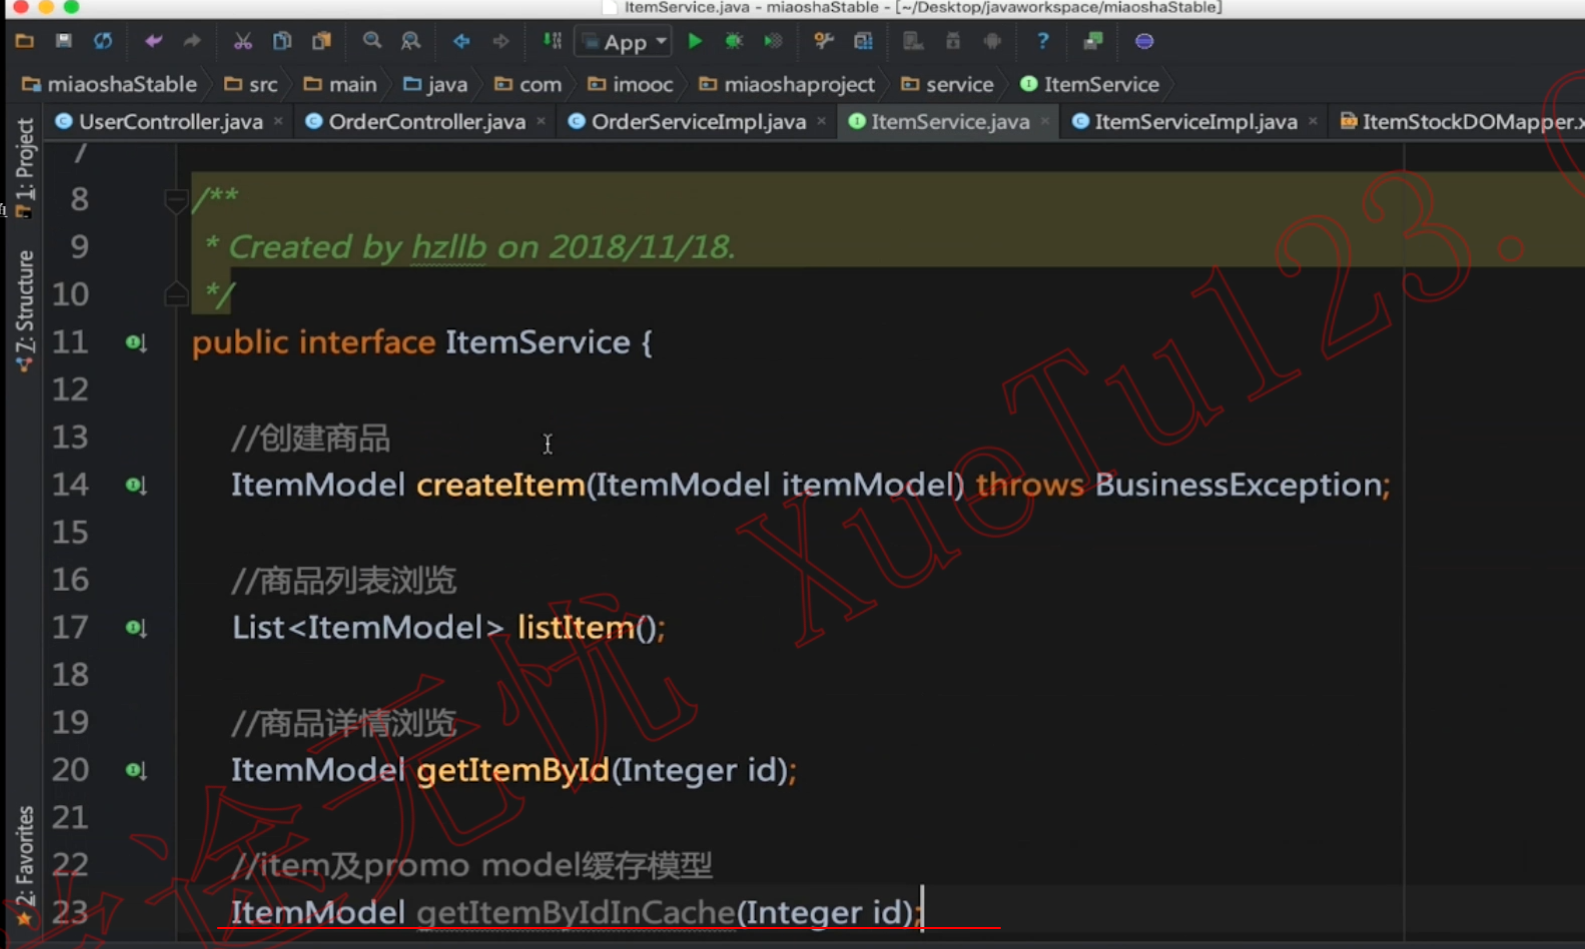 ItemService.java - miaoshaStable - [~/Desktop/javaworkspace/miaoshaStable]
App
miaoshaStable src main java com imooc miaoshaproject service ItemService
UserController.java OrderController.java OrderServiceImpl.java ItemService.java ItemServiceImpl.java ItemStockDOMapper.x
1: Project
7: Structure
2: Favorites
7
8 /**
9 * Created by hzllb on 2018/11/18.
10 */
11 public interface ItemService {
12
13 //创建商品
14 ItemModel createItem(ItemModel itemModel) throws BusinessException;
15
16 //商品列表浏览
17 List<ItemModel> listItem();
18
19 //商品详情浏览
20 ItemModel getItemById(Integer id);
21
22 //item及promo model缓存模型
23 ItemModel getItemByIdInCache(Integer id);
途无忧 XueTu123.